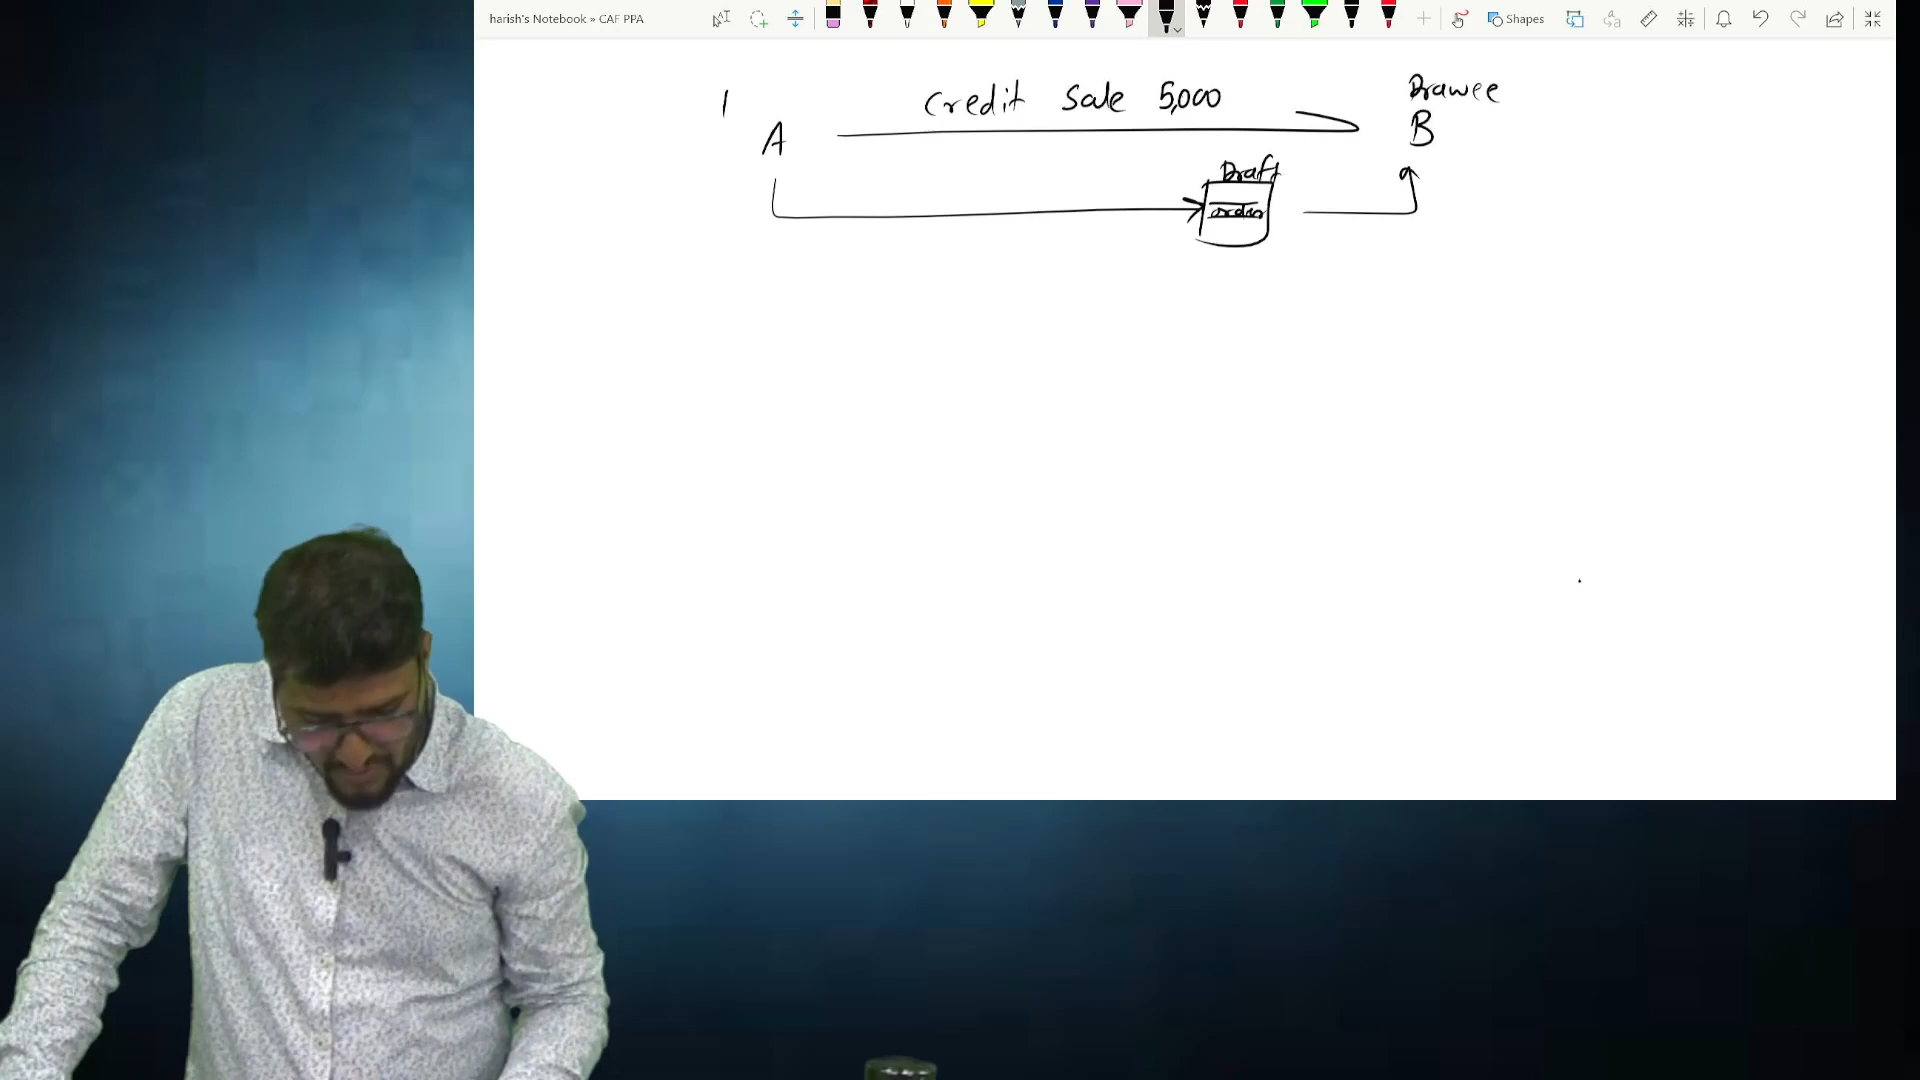 harish's Notebook » CAF PPA
Shapes
1 Credit Sale 5,000 Drawee
A B
Draft
order